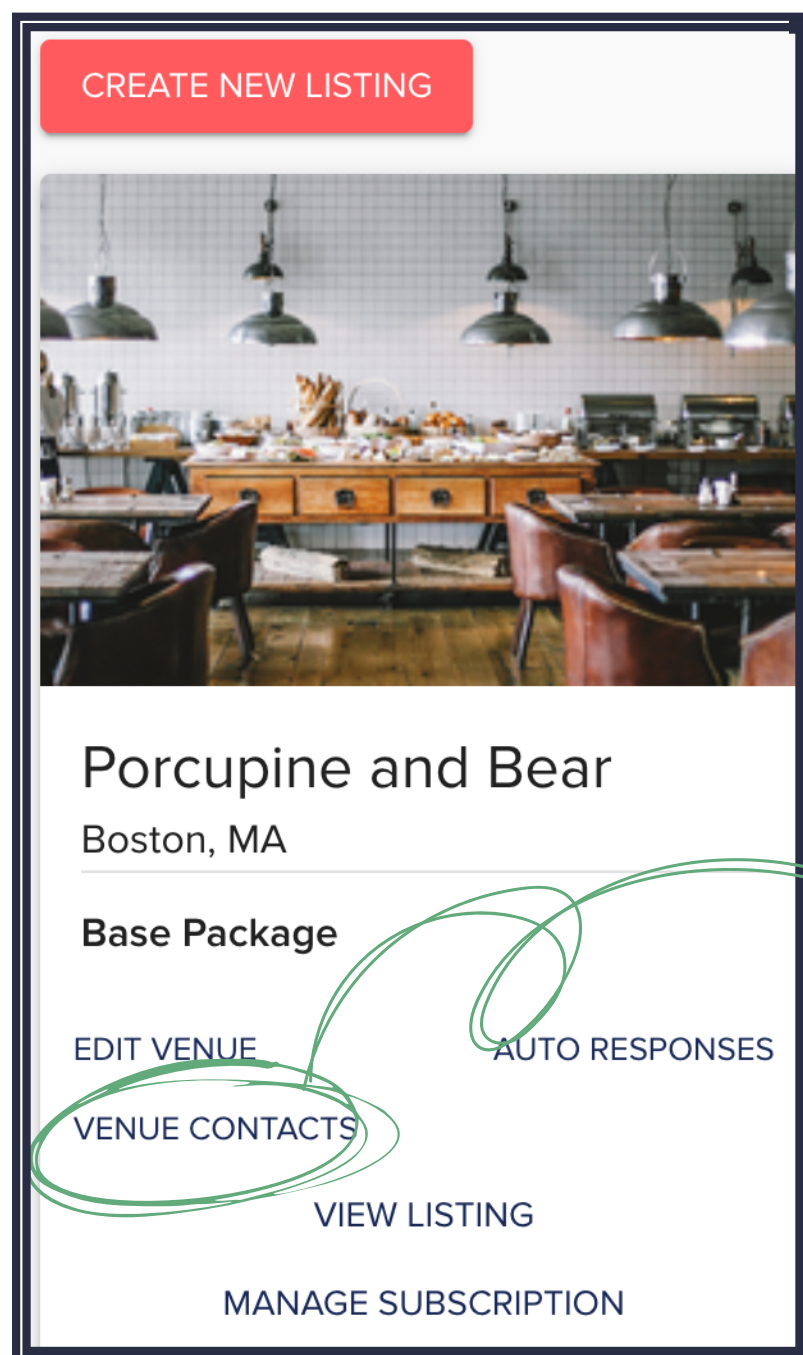 CREATE NEW LISTING
Porcupine and Bear
Boston, MA
Base Package
EDIT VENUE
AUTO RESPONSES
VENUE CONTACTS
VIEW LISTING
MANAGE SUBSCRIPTION